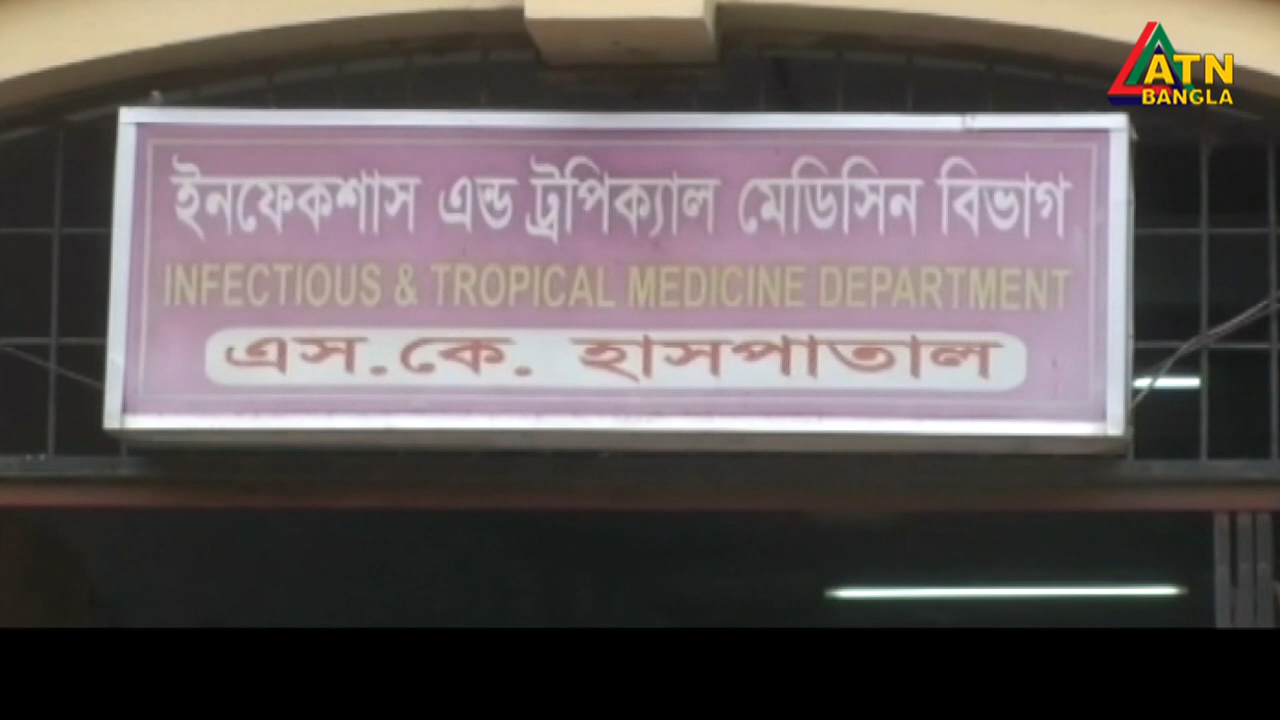 ATN
BANGLA
ইনফেকশাস এন্ড ট্রপিক্যাল মেডিসিন বিভাগ
INFECTIOUS & TROPICAL MEDICINE DEPARTMENT
এস.কে. হাসপাতাল